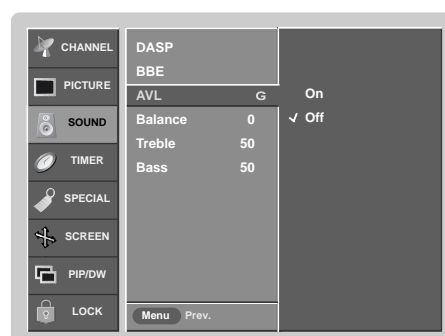 CHANNEL
PICTURE
SOUND
TIMER
SPECIAL
SCREEN
PIP/DW
LOCK
DASP
BBE
AVL G
Balance 0
Treble 50
Bass 50
Menu Prev.
On
✓ Off